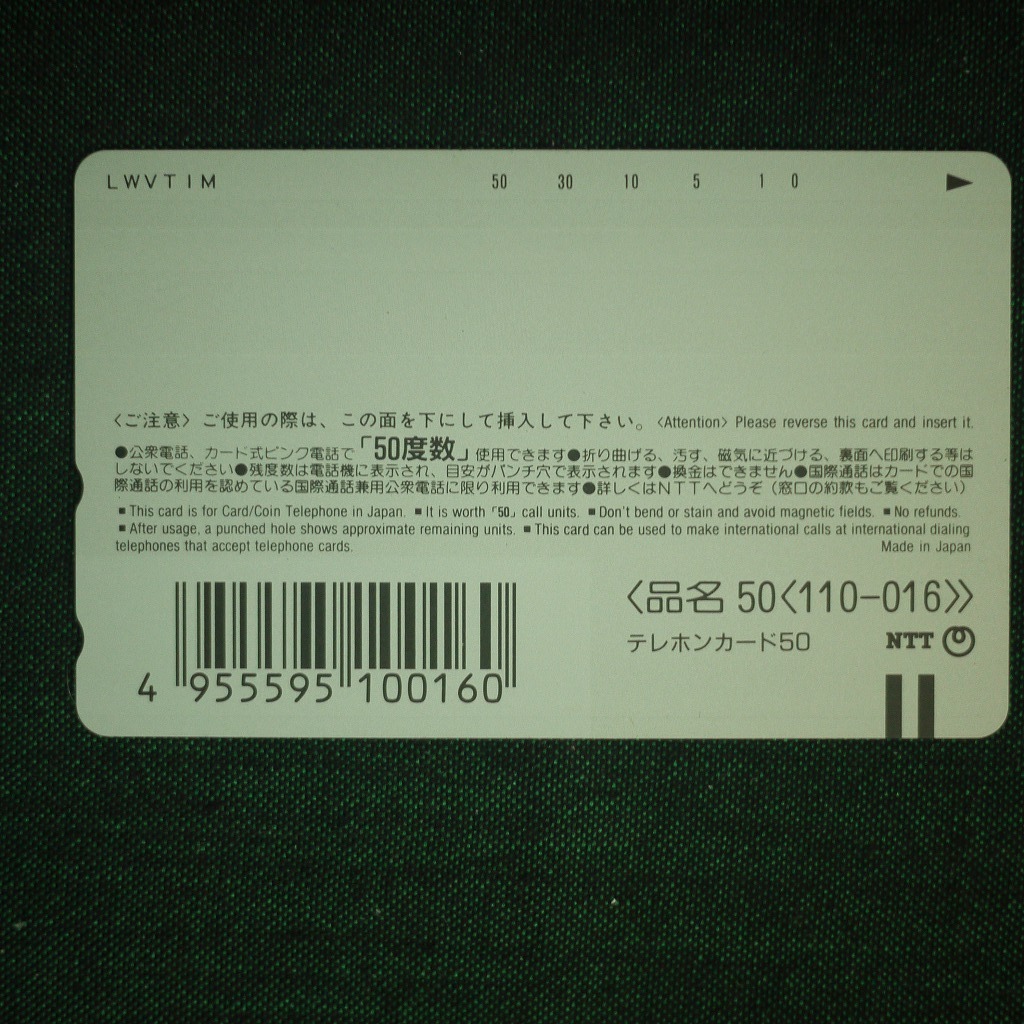 LWVTIM 50 30 10 5 1 0
〈ご注意〉ご使用の際は、この面を下にして挿入して下さい。〈Attention〉Please reverse this card and insert it.
●公衆電話、カード式ピンク電話で「50度数」使用できます●折り曲げる、汚す、磁気に近づける、裏面へ印刷する等は
しないでください●残度数は電話機に表示され、目安がパンチ穴で表示されます●換金はできません●国際通話はカードでの国
際通話の利用を認めている国際通話兼用公衆電話に限り利用できます●詳しくはNTTへどうぞ（窓口の約款もご覧ください）
■This card is for Card/Coin Telephone in Japan. ■It is worth「50」call units. ■Don't bend or stain and avoid magnetic fields. ■No refunds.
■After usage, a punched hole shows approximate remaining units. ■This card can be used to make international calls at international dialing
telephones that accept telephone cards. Made in Japan
〈品名 50〈110-016〉〉
テレホンカード50 NTT
4 955595 100160